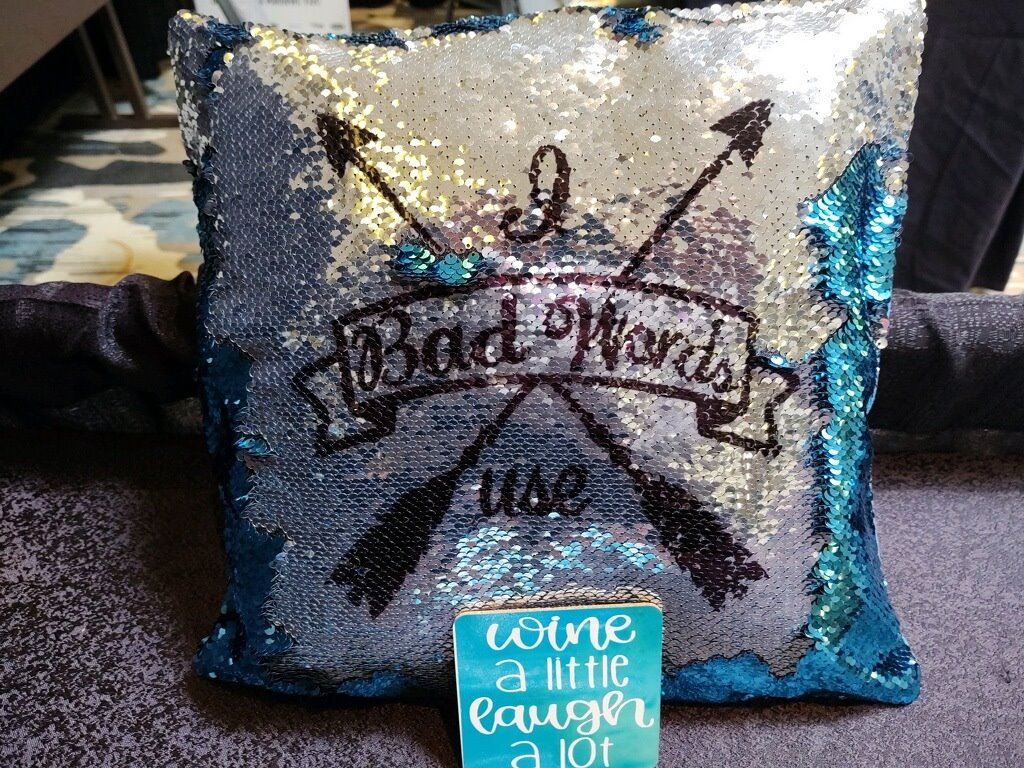 I
Bad Words
use
wine
a little
laugh
a lot